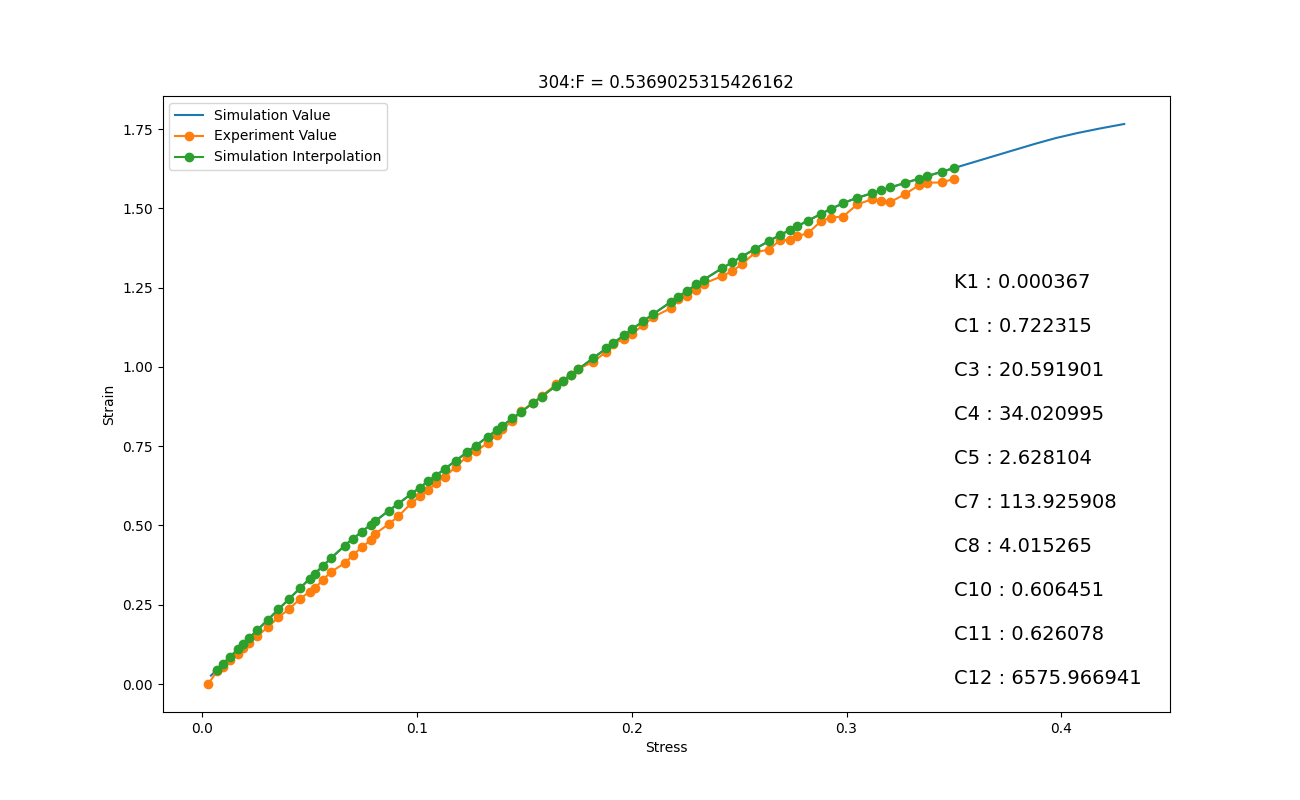 304:F = 0.5369025315426162
Simulation Value
Experiment Value
Simulation Interpolation
1.75
1.50
1.25
1.00
0.75
0.50
0.25
0.00
Strain
K1 : 0.000367
C1 : 0.722315
C3 : 20.591901
C4 : 34.020995
C5 : 2.628104
C7 : 113.925908
C8 : 4.015265
C10 : 0.606451
C11 : 0.626078
C12 : 6575.966941
0.0 0.1 0.2 0.3 0.4
Stress